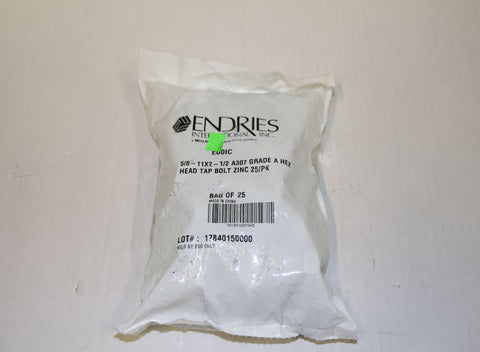 ENDRIES
INTERNATIONAL, INC.
5/8-11X2-1/2 A307 GRADE A HEX
HEAD TAP BOLT ZINC 25/PK
BAG OF 25
MADE IN CHINA
LOT#: 17840150000